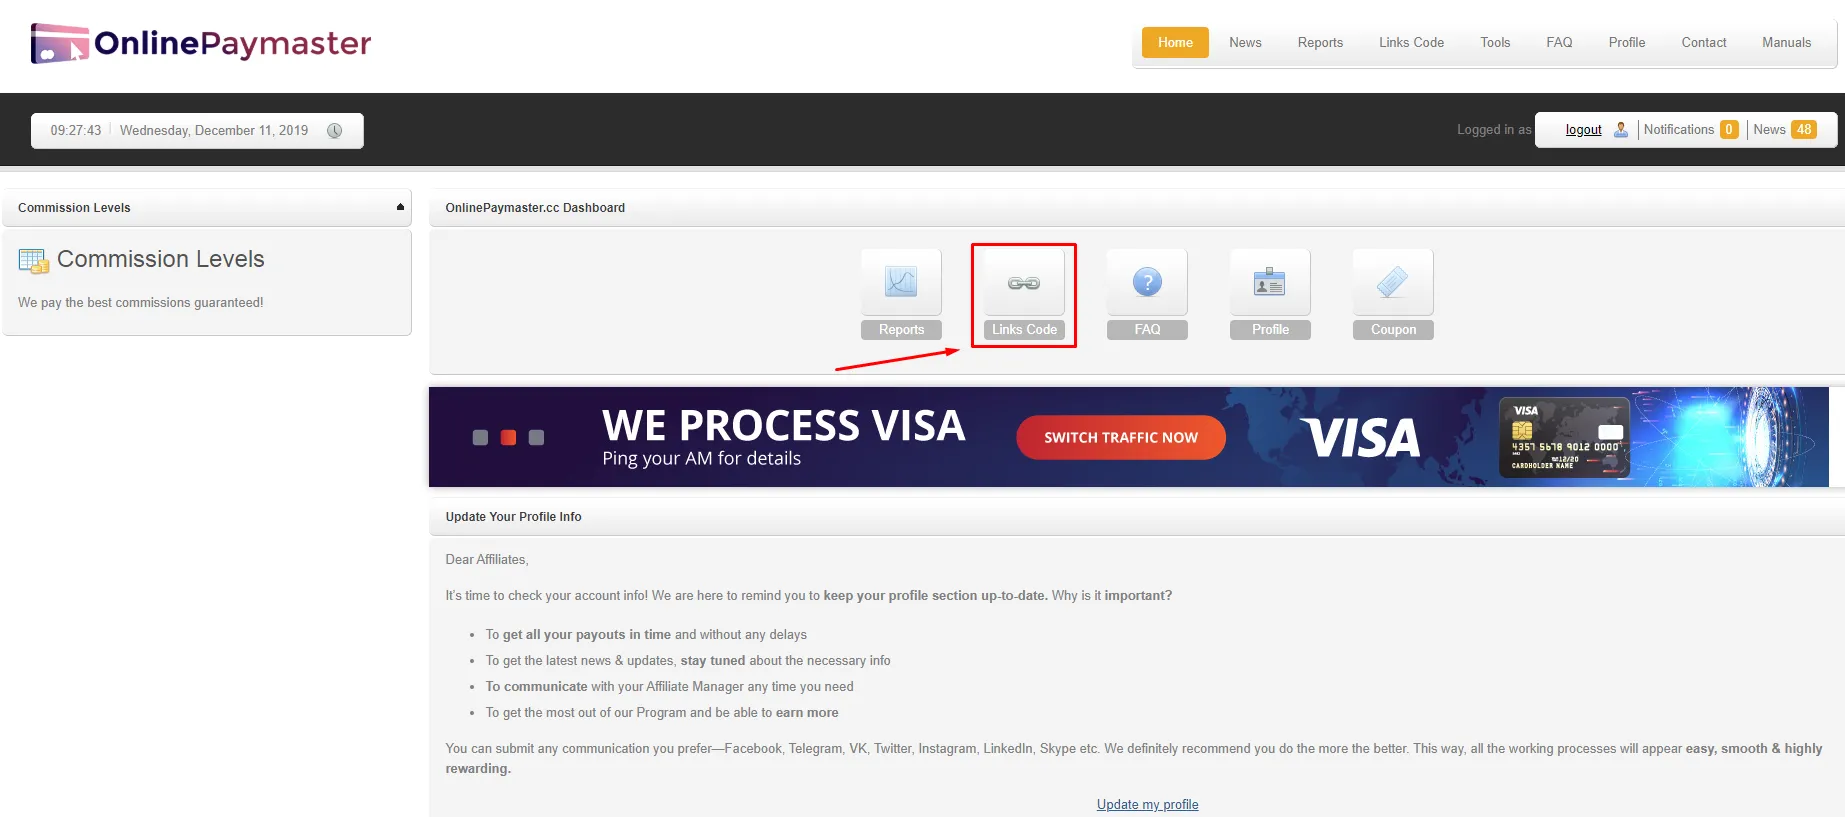 OnlinePaymaster
Home News Reports Links Code Tools FAQ Profile Contact Manuals
09:27:43 Wednesday, December 11, 2019
Logged in as logout Notifications 0 News 48
Commission Levels
Commission Levels
We pay the best commissions guaranteed!
OnlinePaymaster.cc Dashboard
Reports Links Code FAQ Profile Coupon
WE PROCESS VISA
Ping your AM for details
SWITCH TRAFFIC NOW
VISA
VISA
4357 5678 9012 0000
12/20
CARDHOLDER NAME
Update Your Profile Info
Dear Affiliates,
It's time to check your account info! We are here to remind you to keep your profile section up-to-date. Why is it important?
• To get all your payouts in time and without any delays
• To get the latest news & updates, stay tuned about the necessary info
• To communicate with your Affiliate Manager any time you need
• To get the most out of our Program and be able to earn more
You can submit any communication you prefer—Facebook, Telegram, VK, Twitter, Instagram, LinkedIn, Skype etc. We definitely recommend you do the more the better. This way, all the working processes will appear easy, smooth & highly
rewarding.
Update my profile